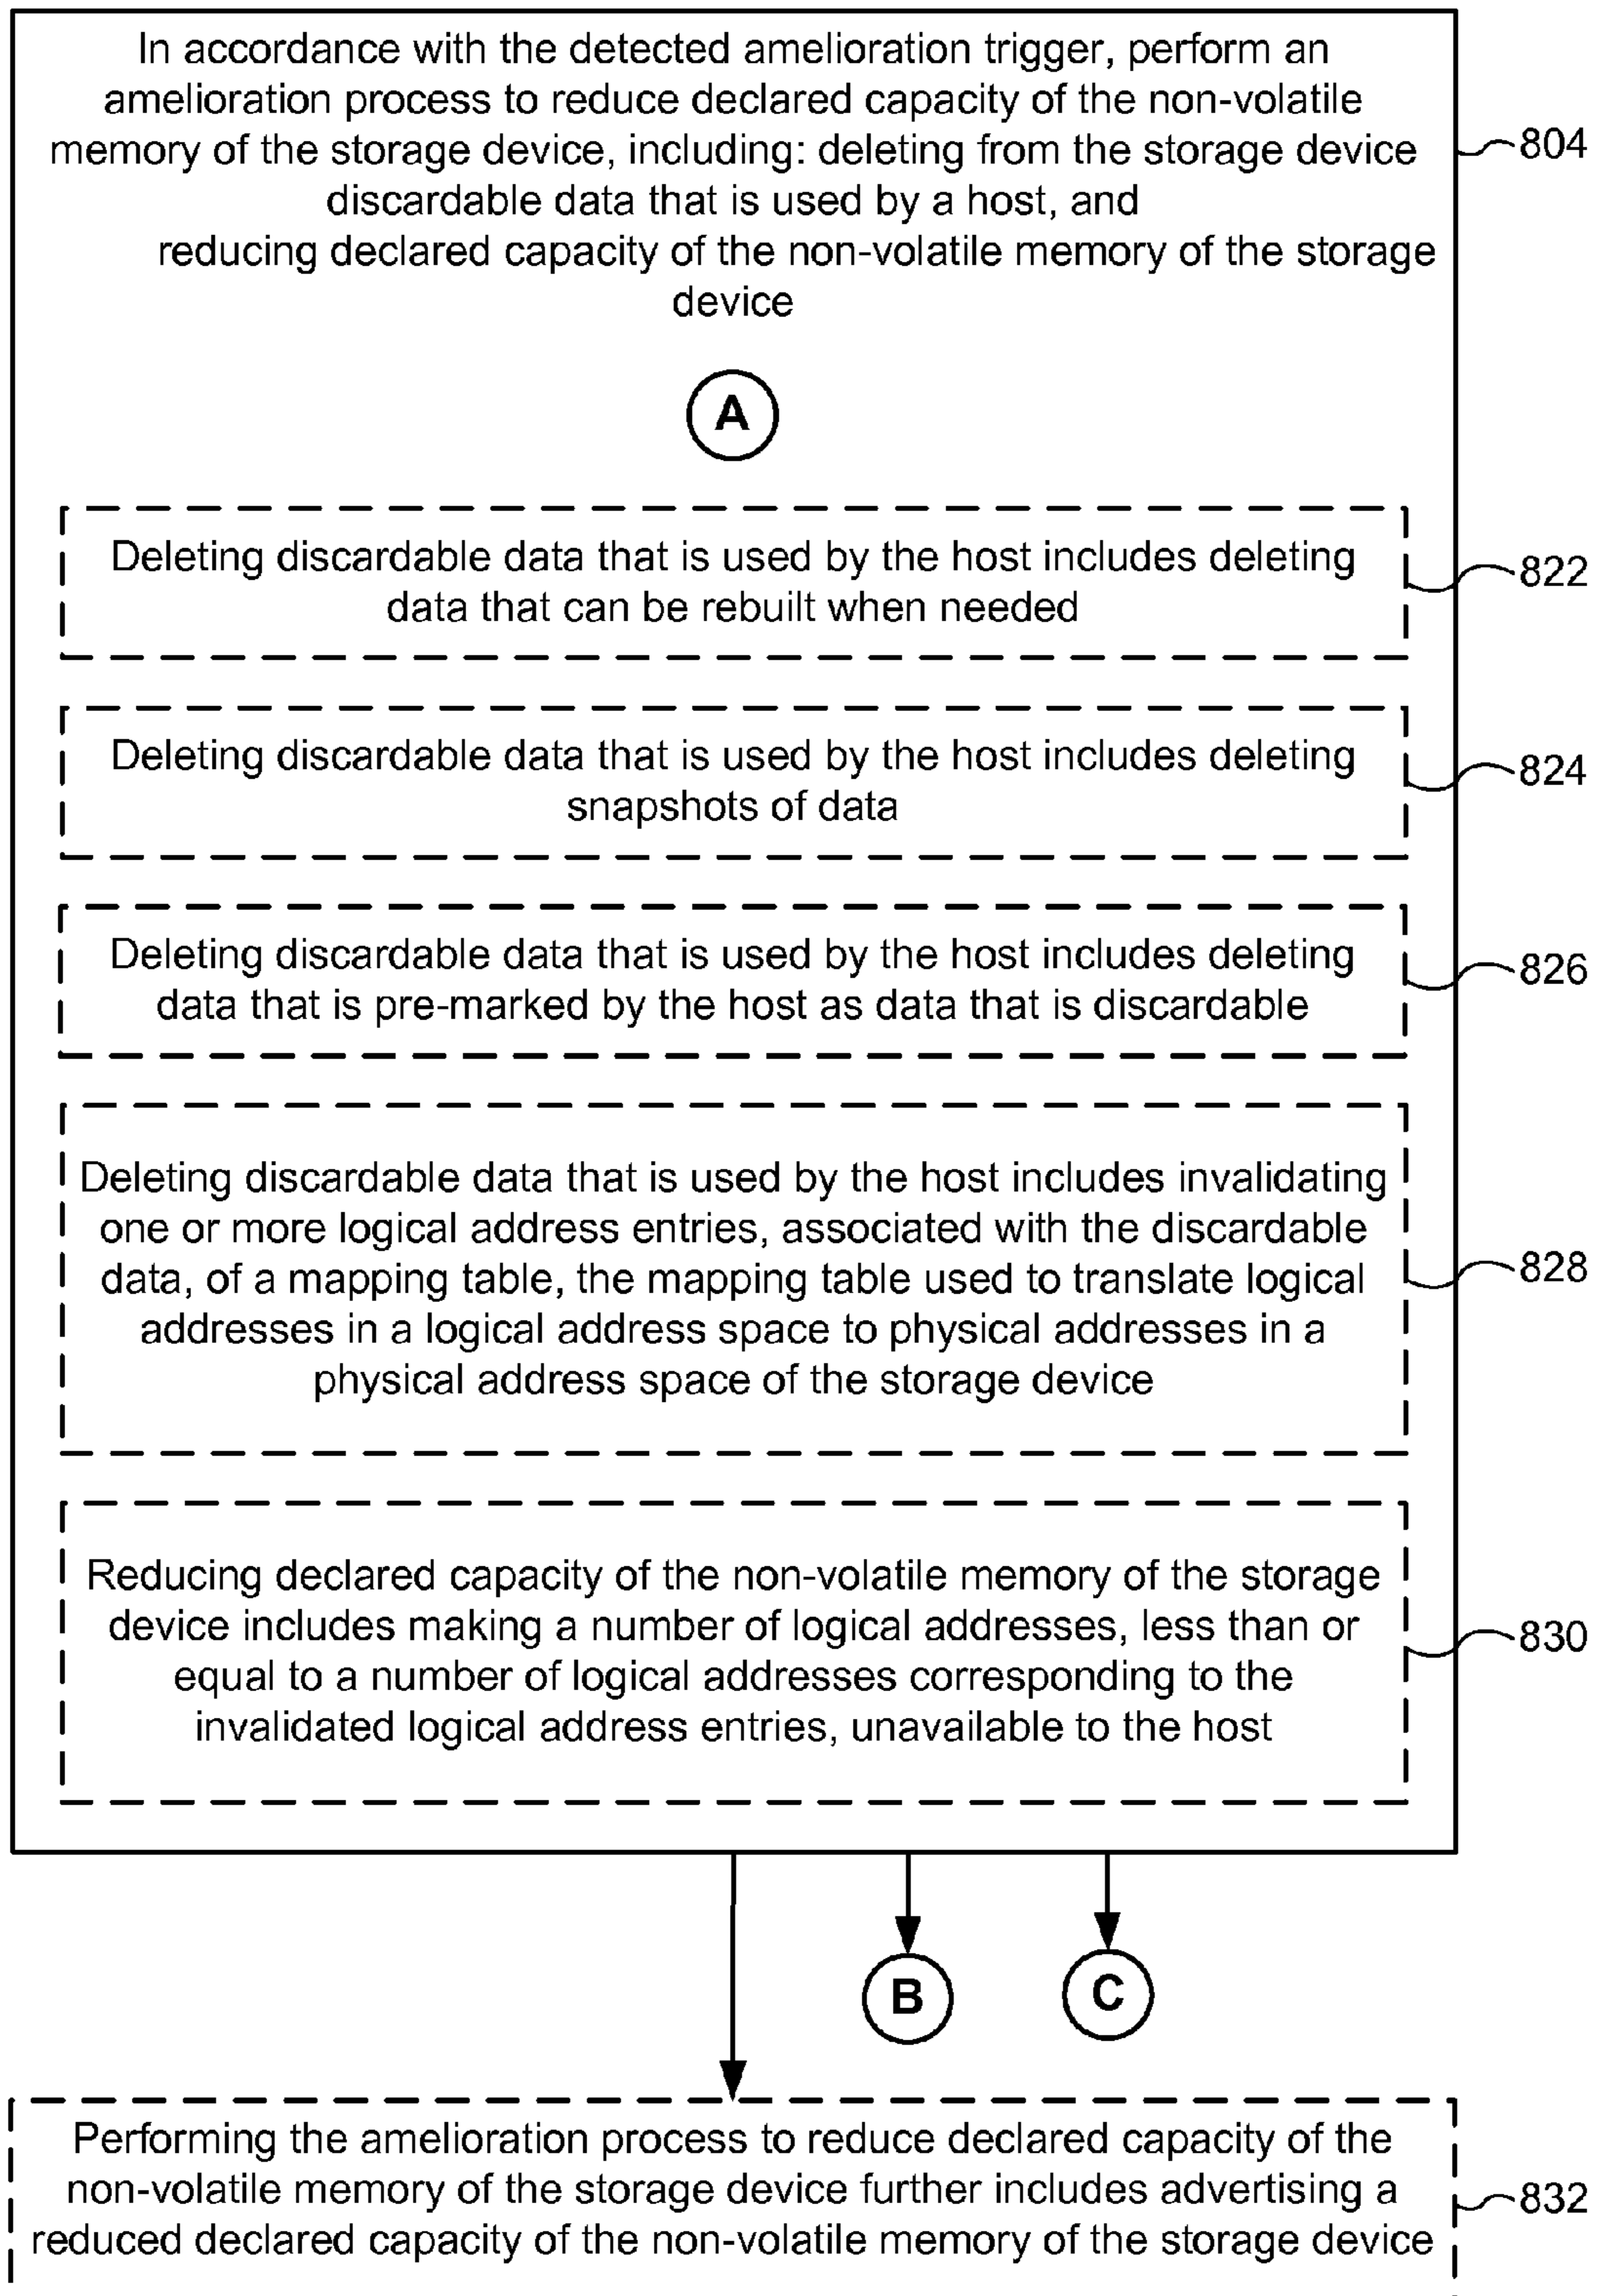 In accordance with the detected amelioration trigger, perform an
amelioration process to reduce declared capacity of the non-volatile
memory of the storage device, including: deleting from the storage device
discardable data that is used by a host, and
reducing declared capacity of the non-volatile memory of the storage
device
804
A
Deleting discardable data that is used by the host includes deleting
data that can be rebuilt when needed
822
Deleting discardable data that is used by the host includes deleting
snapshots of data
824
Deleting discardable data that is used by the host includes deleting
data that is pre-marked by the host as data that is discardable
826
Deleting discardable data that is used by the host includes invalidating
one or more logical address entries, associated with the discardable
data, of a mapping table, the mapping table used to translate logical
addresses in a logical address space to physical addresses in a
physical address space of the storage device
828
Reducing declared capacity of the non-volatile memory of the storage
device includes making a number of logical addresses, less than or
equal to a number of logical addresses corresponding to the
invalidated logical address entries, unavailable to the host
830
B
C
Performing the amelioration process to reduce declared capacity of the
non-volatile memory of the storage device further includes advertising a
reduced declared capacity of the non-volatile memory of the storage device
832